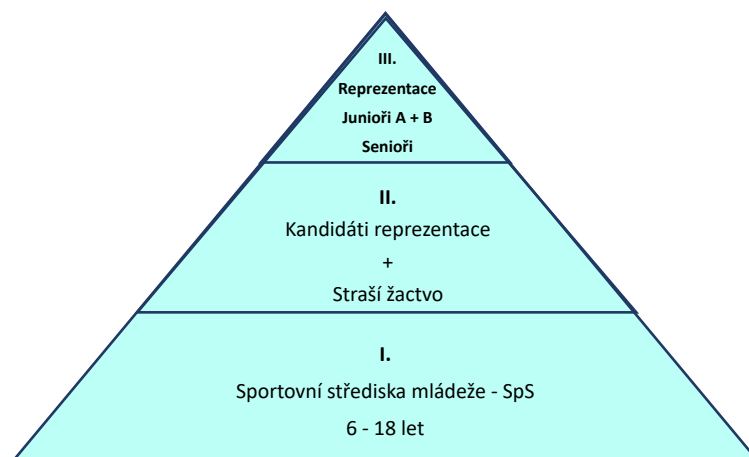 III.
Reprezentace
Junioři A + B
Senioři
II.
Kandidáti reprezentace
+
Straší žactvo
I.
Sportovní střediska mládeže - SpS
6 - 18 let